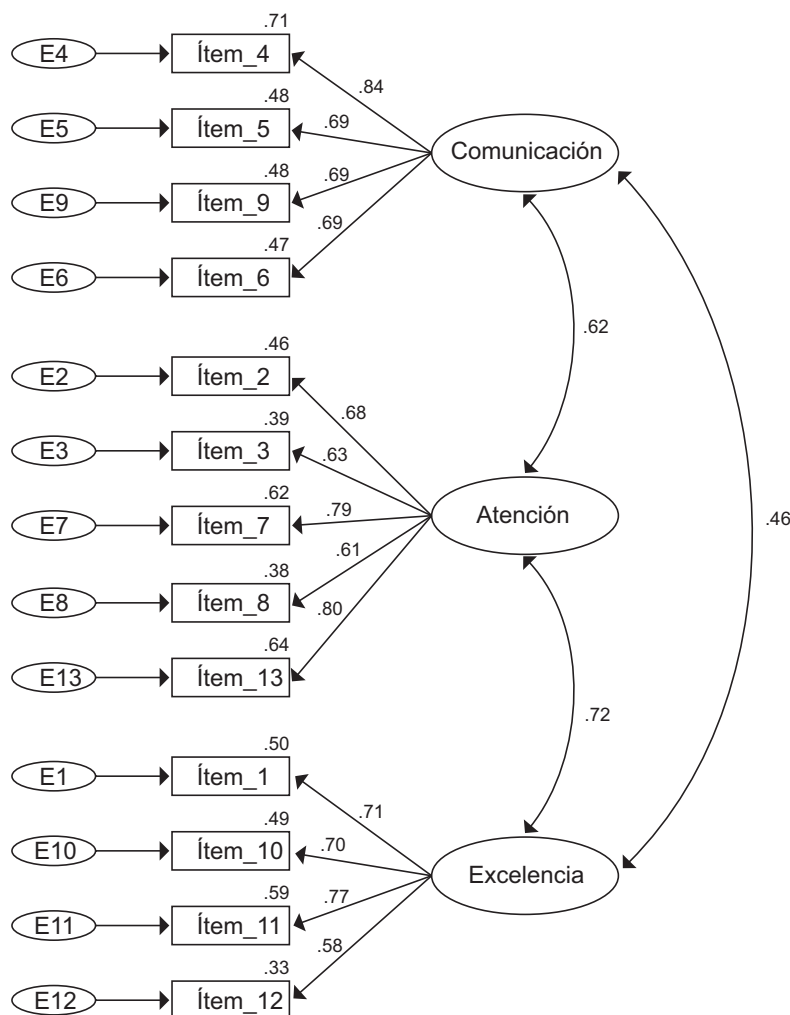 .71
E4 Ítem_4
.84
.48
E5 Ítem_5 .69
Comunicación
.48
.69
E9 Ítem_9
.69
.47
E6 Ítem_6
.62
.46
E2 Ítem_2
.68
.39
E3 Ítem_3 .63
.62
.79
E7 Ítem_7
Atención
.46
.61
.38
E8 Ítem_8
.80
.64
E13 Ítem_13
.72
.50
E1 Ítem_1
.71
.49
E10 Ítem_10 .70
Excelencia
.59
.77
E11 Ítem_11
.58
.33
E12 Ítem_12